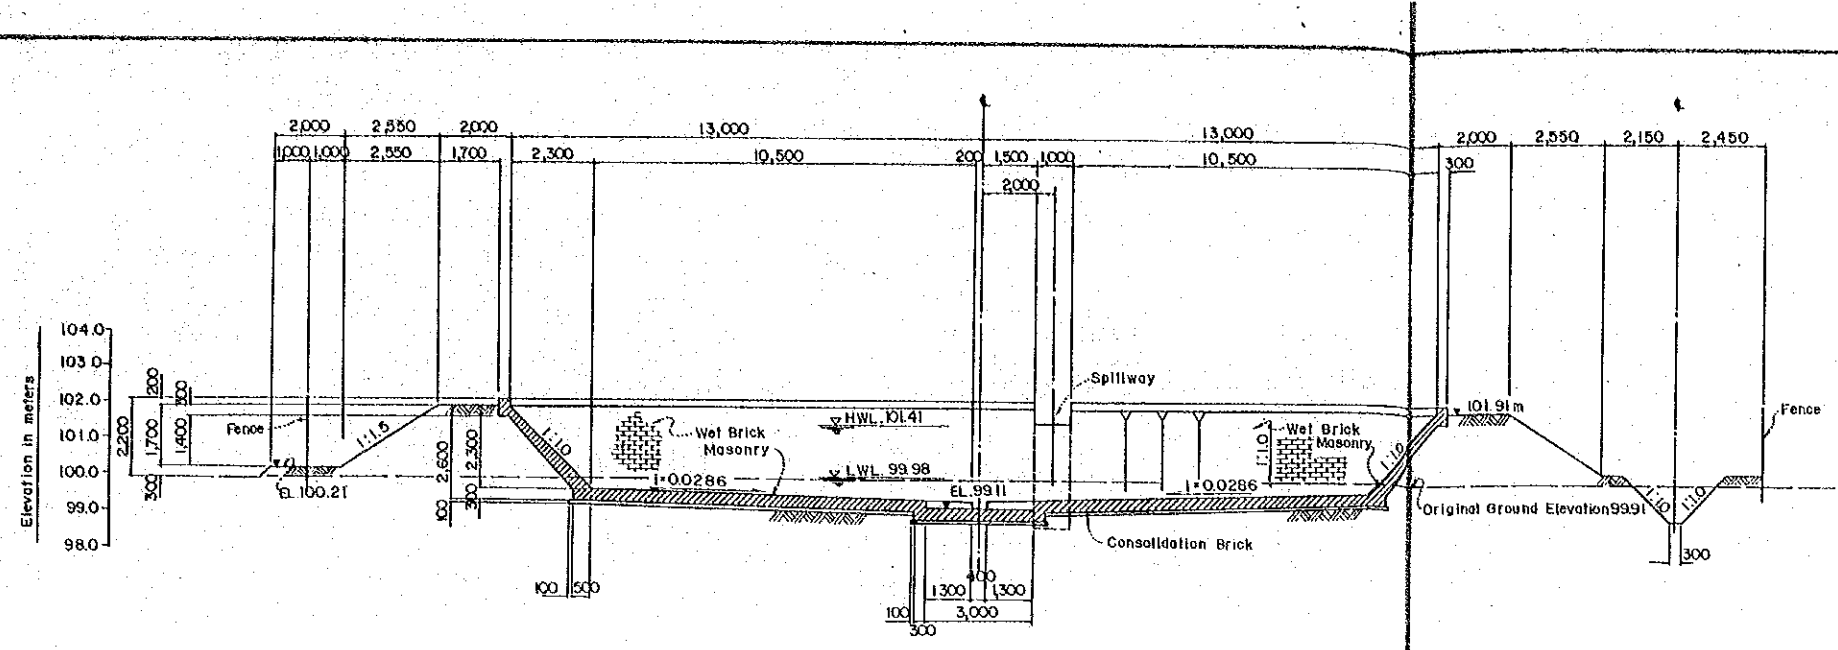 2,000 2,550 2,000 13,000 13,000 2,000 2,550 2,150 2,450
1,000 1,000 2,550 1,700 2,300 10,500 200 1,500 1,000 10,500 300
2,000
Elevation in meters
104.0
103.0
102.0
101.0
100.0
99.0
98.0
200 300
2,200 1,700 1,400
300
Fence
1:1.5
EL 100.21
2,600 2,300
100 300
1:1.0
Wet Brick
Masonry
HWL. 101.41
LWL. 99.98
I=0.0286
EL.99.11
Spillway
I=0.0286
1:1.0
Wet Brick
Masonry
1:1.0
101.91m
Fence
Original Ground Elevation 99.91
1:1.0 1:1.0
300
Consolidation Brick
100 500
400
1300 1,300
100 3,000
300